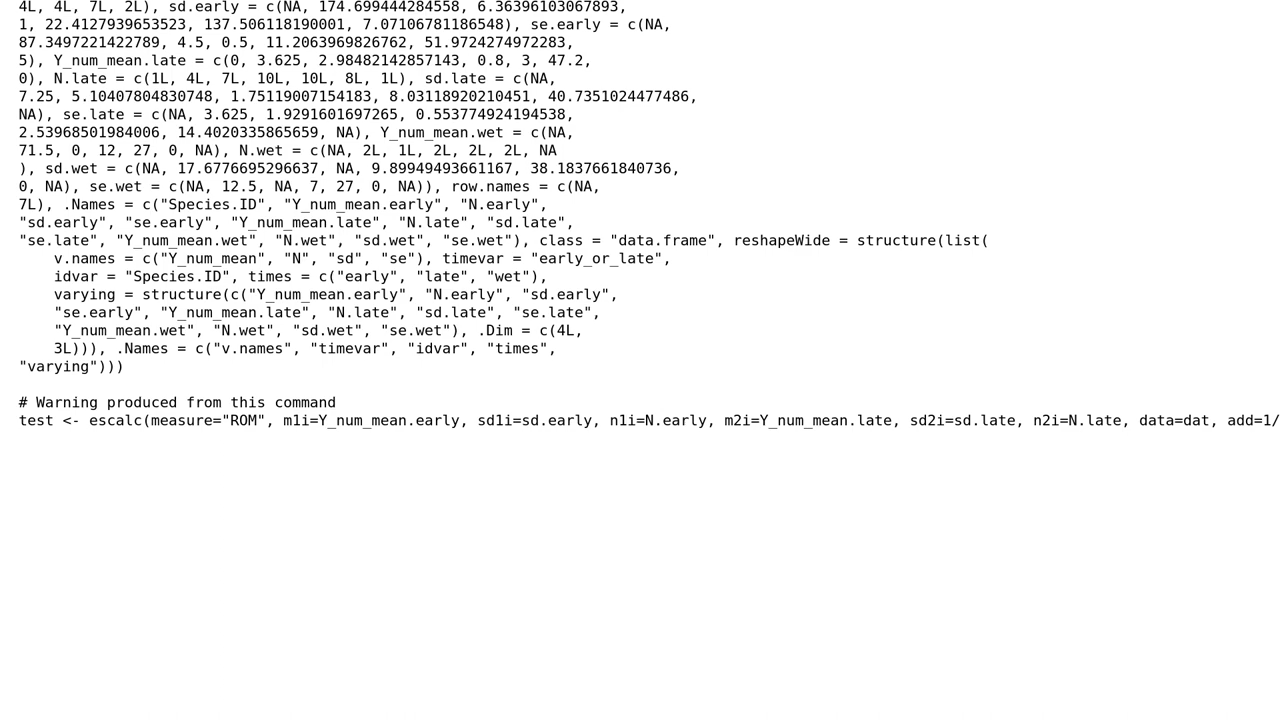 4L, 4L, 7L, 2L), sd.early = c(NA, 174.699444284558, 6.36396103067893,
1, 22.4127939653523, 137.506118190001, 7.07106781186548), se.early = c(NA,
87.3497221422789, 4.5, 0.5, 11.2063969826762, 51.9724274972283,
5), Y_num_mean.late = c(0, 3.625, 2.98482142857143, 0.8, 3, 47.2,
0), N.late = c(1L, 4L, 7L, 10L, 10L, 8L, 1L), sd.late = c(NA,
7.25, 5.10407804830748, 1.75119007154183, 8.03118920210451, 40.7351024477486,
NA), se.late = c(NA, 3.625, 1.9291601697265, 0.553774924194538,
2.53968501984006, 14.4020335865659, NA), Y_num_mean.wet = c(NA,
71.5, 0, 12, 27, 0, NA), N.wet = c(NA, 2L, 1L, 2L, 2L, 2L, NA
), sd.wet = c(NA, 17.6776695296637, NA, 9.89949493661167, 38.1837661840736,
0, NA), se.wet = c(NA, 12.5, NA, 7, 27, 0, NA)), row.names = c(NA,
7L), .Names = c("Species.ID", "Y_num_mean.early", "N.early",
"sd.early", "se.early", "Y_num_mean.late", "N.late", "sd.late",
"se.late", "Y_num_mean.wet", "N.wet", "sd.wet", "se.wet"), class = "data.frame", reshapeWide = structure(list(
    v.names = c("Y_num_mean", "N", "sd", "se"), timevar = "early_or_late",
    idvar = "Species.ID", times = c("early", "late", "wet"),
    varying = structure(c("Y_num_mean.early", "N.early", "sd.early",
    "se.early", "Y_num_mean.late", "N.late", "sd.late", "se.late",
    "Y_num_mean.wet", "N.wet", "sd.wet", "se.wet"), .Dim = c(4L,
    3L))), .Names = c("v.names", "timevar", "idvar", "times",
"varying")))

# Warning produced from this command
test <- escalc(measure="ROM", m1i=Y_num_mean.early, sd1i=sd.early, n1i=N.early, m2i=Y_num_mean.late, sd2i=sd.late, n2i=N.late, data=dat, add=1/